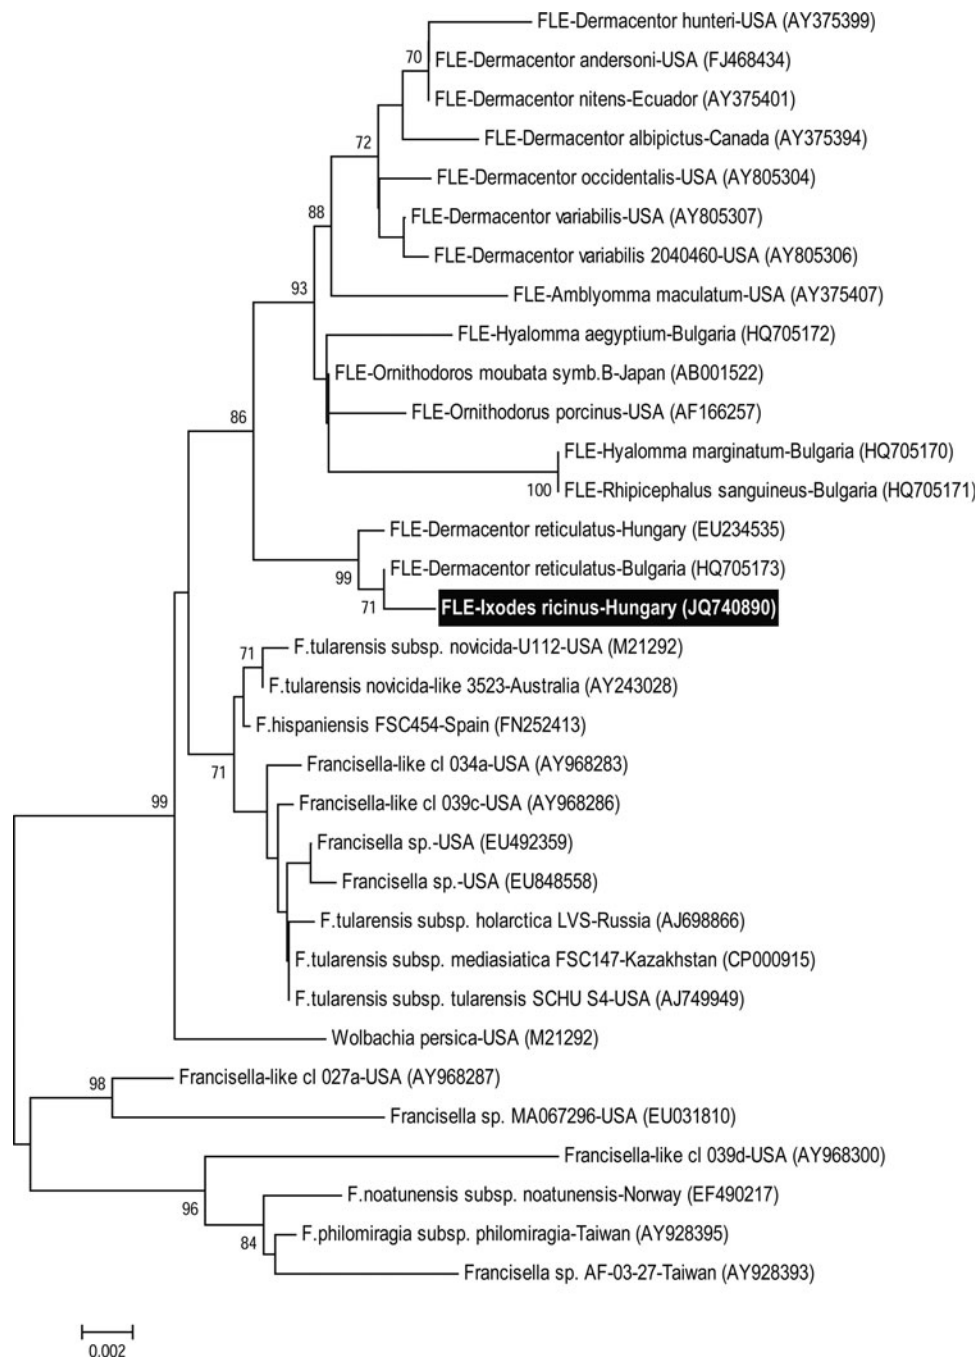 FLE-Dermacentor hunteri-USA (AY375399)
70
FLE-Dermacentor andersoni-USA (FJ468434)
FLE-Dermacentor nitens-Ecuador (AY375401)
72
FLE-Dermacentor albipictus-Canada (AY375394)
FLE-Dermacentor occidentalis-USA (AY805304)
88
FLE-Dermacentor variabilis-USA (AY805307)
FLE-Dermacentor variabilis 2040460-USA (AY805306)
93
FLE-Amblyomma maculatum-USA (AY375407)
FLE-Hyalomma aegyptium-Bulgaria (HQ705172)
FLE-Ornithodoros moubata symb.B-Japan (AB001522)
86
FLE-Ornithodorus porcinus-USA (AF166257)
FLE-Hyalomma marginatum-Bulgaria (HQ705170)
100
FLE-Rhipicephalus sanguineus-Bulgaria (HQ705171)
FLE-Dermacentor reticulatus-Hungary (EU234535)
99
FLE-Dermacentor reticulatus-Bulgaria (HQ705173)
71
FLE-Ixodes ricinus-Hungary (JQ740890)
71
F.tularensis subsp. novicida-U112-USA (M21292)
F.tularensis novicida-like 3523-Australia (AY243028)
F.hispaniensis FSC454-Spain (FN252413)
71
Francisella-like cl 034a-USA (AY968283)
99
Francisella-like cl 039c-USA (AY968286)
Francisella sp.-USA (EU492359)
Francisella sp.-USA (EU848558)
F.tularensis subsp. holarctica LVS-Russia (AJ698866)
F.tularensis subsp. mediasiatica FSC147-Kazakhstan (CP000915)
F.tularensis subsp. tularensis SCHU S4-USA (AJ749949)
Wolbachia persica-USA (M21292)
98
Francisella-like cl 027a-USA (AY968287)
Francisella sp. MA067296-USA (EU031810)
Francisella-like cl 039d-USA (AY968300)
96
F.noatunensis subsp. noatunensis-Norway (EF490217)
84
F.philomiragia subsp. philomiragia-Taiwan (AY928395)
Francisella sp. AF-03-27-Taiwan (AY928393)
0.002